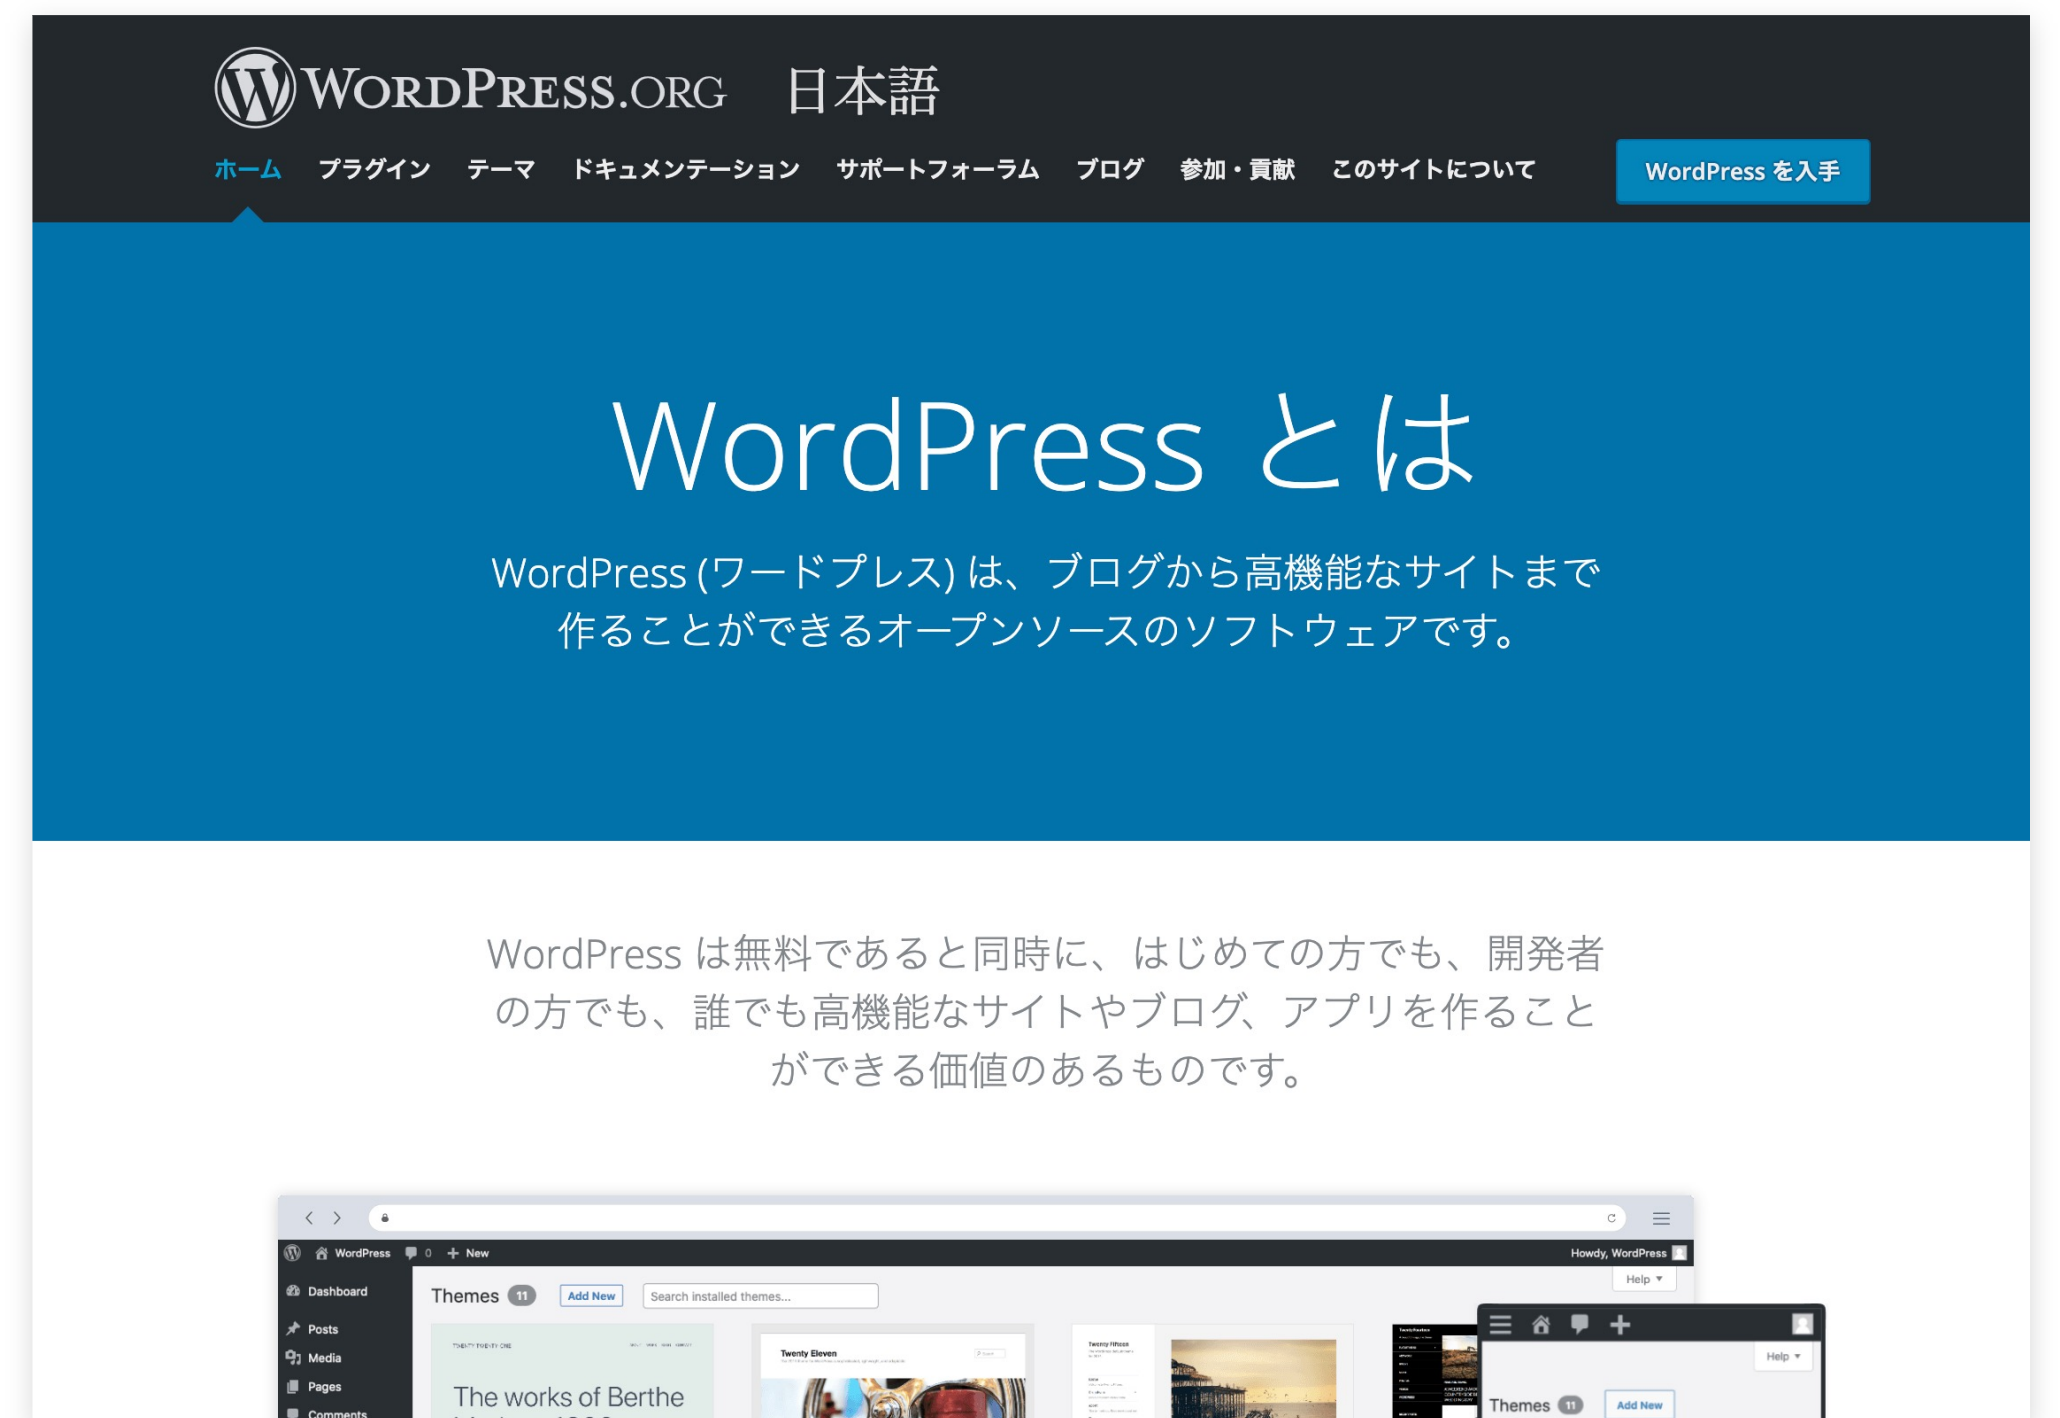 WORDPRESS.ORG 日本語
ホーム プラグイン テーマ ドキュメンテーション サポートフォーラム ブログ 参加・貢献 このサイトについて WordPress を入手
WordPress とは
WordPress (ワードプレス) は、ブログから高機能なサイトまで
作ることができるオープンソースのソフトウェアです。
WordPress は無料であると同時に、はじめての方でも、開発者
の方でも、誰でも高機能なサイトやブログ、アプリを作ること
ができる価値のあるものです。
WordPress 0 New Howdy, WordPress
Help
Dashboard
Themes 11 Add New Search installed themes...
Posts
Media
Pages
Comments
TWENTY TWENTY-ONE
The works of Berthe
Twenty Eleven
Twenty Fifteen
Help
Themes 11 Add New